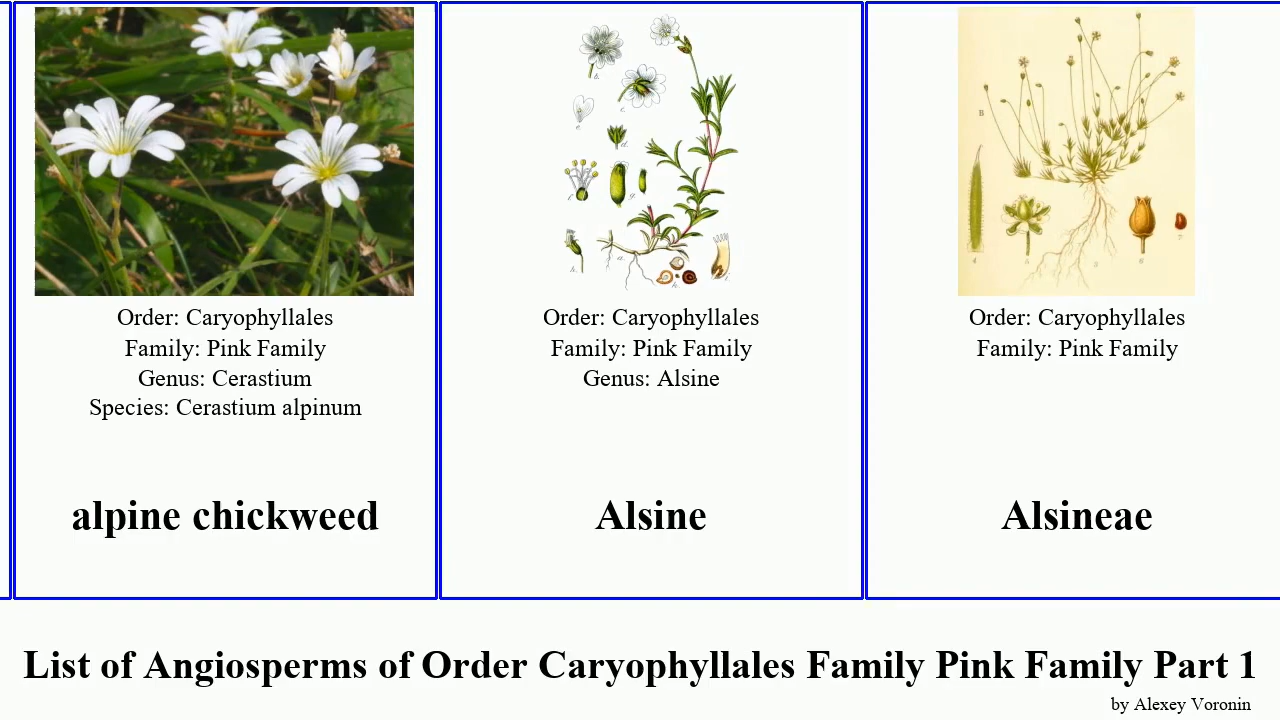 Order: Caryophyllales
Family: Pink Family
Genus: Cerastium
Species: Cerastium alpinum
alpine chickweed
Order: Caryophyllales
Family: Pink Family
Genus: Alsine
Alsine
Order: Caryophyllales
Family: Pink Family
Alsineae
List of Angiosperms of Order Caryophyllales Family Pink Family Part 1
by Alexey Voronin